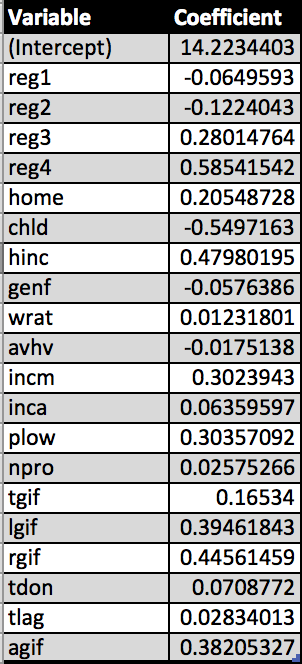 Variable Coefficient
(Intercept) 14.2234403
reg1 -0.0649593
reg2 -0.1224043
reg3 0.28014764
reg4 0.58541542
home 0.20548728
chld -0.5497163
hinc 0.47980195
genf -0.0576386
wrat 0.01231801
avhv -0.0175138
incm 0.3023943
inca 0.06359597
plow 0.30357092
npro 0.02575266
tgif 0.16534
lgif 0.39461843
rgif 0.44561459
tdon 0.0708772
tlag 0.02834013
agif 0.38205327